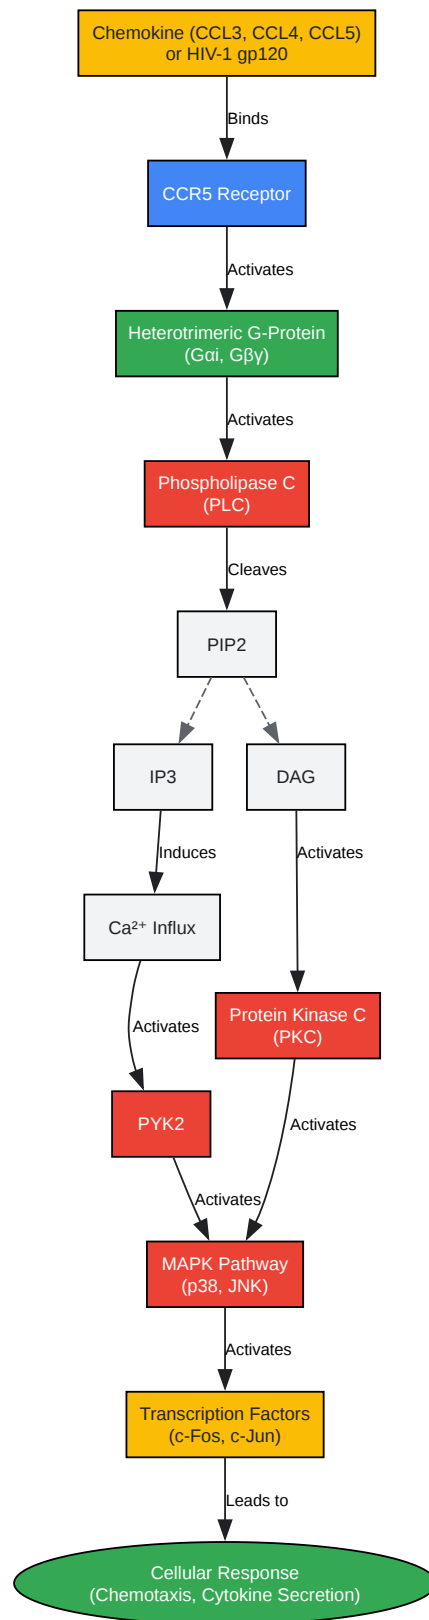 Chemokine (CCL3, CCL4, CCL5)
or HIV-1 gp120
Binds
CCR5 Receptor
Activates
Heterotrimeric G-Protein
(Gαi, Gβγ)
Activates
Phospholipase C
(PLC)
Cleaves
PIP2
IP3
DAG
Induces
Activates
Ca²⁺ Influx
Protein Kinase C
(PKC)
Activates
PYK2
Activates
Activates
MAPK Pathway
(p38, JNK)
Activates
Transcription Factors
(c-Fos, c-Jun)
Leads to
Cellular Response
(Chemotaxis, Cytokine Secretion)